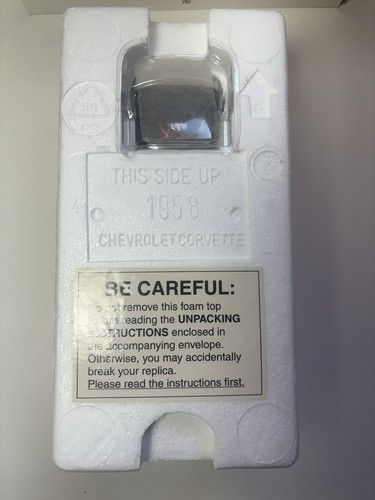 THIS SIDE UP
1958
CHEVROLET CORVETTE
BE CAREFUL:
not remove this foam top
reading the UNPACKING
INSTRUCTIONS enclosed in
the accompanying envelope.
Otherwise, you may accidentally
break your replica.
Please read the instructions first.